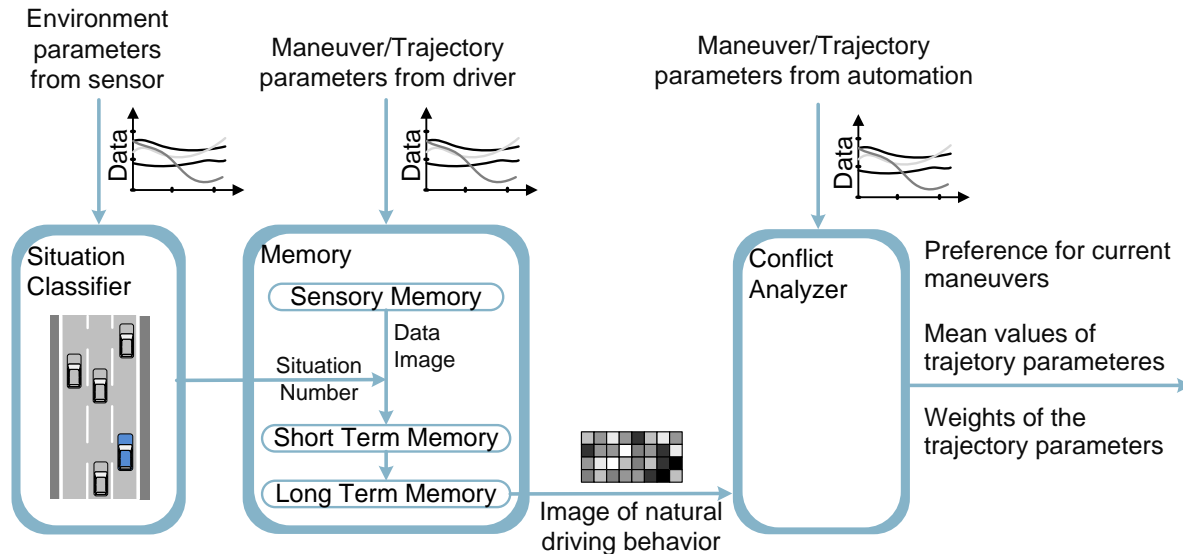 Environment
parameters
from sensor
Maneuver/Trajectory
parameters from driver
Maneuver/Trajectory
parameters from automation
Data
Data
Data
Situation
Classifier
Memory
Sensory Memory
Data
Image
Situation
Number
Short Term Memory
Long Term Memory
Image of natural
driving behavior
Conflict
Analyzer
Preference for current
maneuvers
Mean values of
trajetory parameteres
Weights of the
trajectory parameters